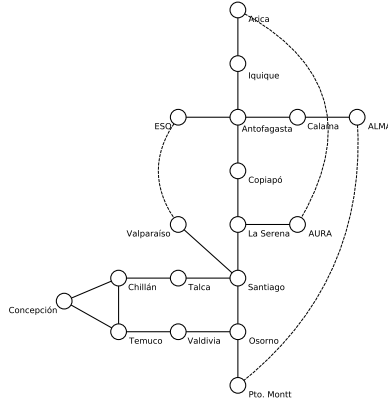 Arica
Iquique
ESO
Antofagasta
Calama
ALMA
Copiapó
Valparaíso
La Serena
AURA
Chillán
Talca
Santiago
Concepción
Temuco
Valdivia
Osorno
Pto. Montt